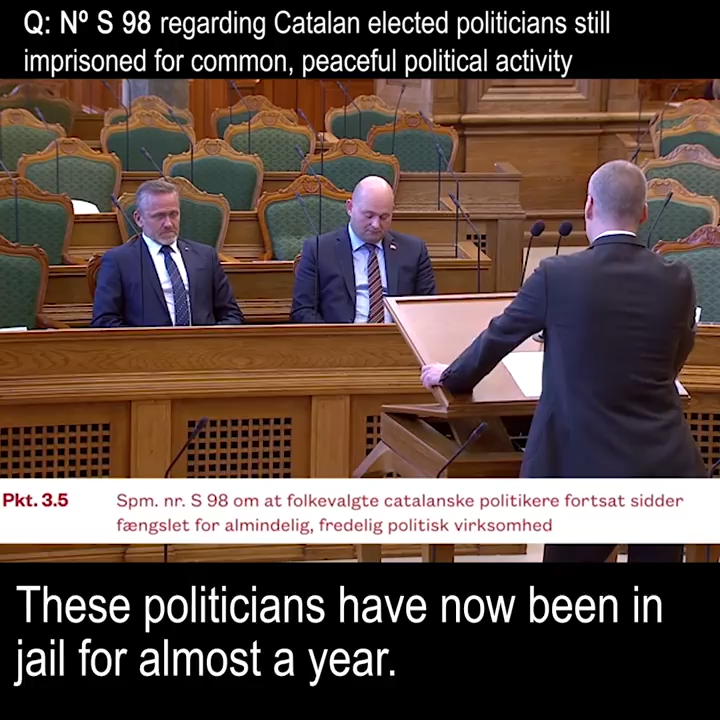 Q: Nº S 98 regarding Catalan elected politicians still
imprisoned for common, peaceful political activity
Pkt. 3.5 Spm. nr. S 98 om at folkevalgte catalanske politikere fortsat sidder
fængslet for almindelig, fredelig politisk virksomhed
These politicians have now been in
jail for almost a year.